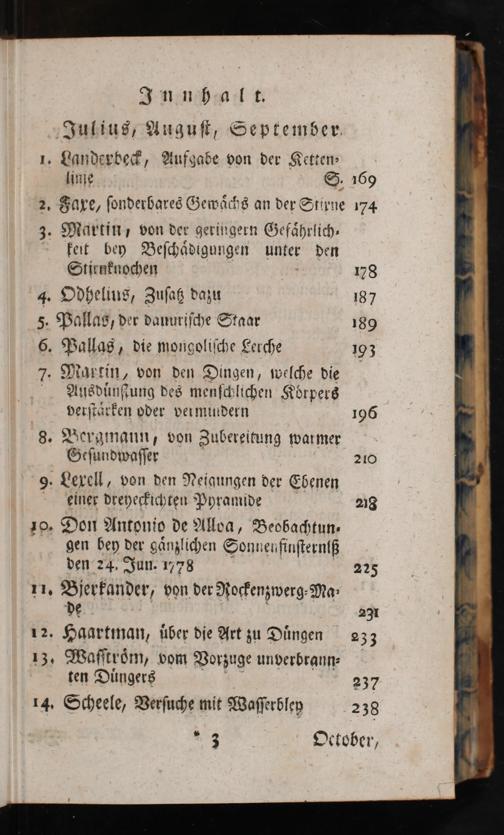 Innhalt.
Julius, August, September.
1. Landerbeck, Aufgabe von der Ketten-
linie S. 169
2. Faxe, sonderbares Gewächs an der Stirne 174
3. Martin, von der geringern Gefährlich-
keit bey Beschädigungen unter den
Stirnknochen 178
4. Odhelius, Zusatz dazu 187
5. Pallas, der daurische Staar 189
6. Pallas, die mongolische Lerche 193
7. Martin, von den Dingen, welche die
Ausdünstung des menschlichen Körpers
verstärken oder vermindern 196
8. Bergmann, von Zubereitung warmer
Gesundwasser 210
9. Lexell, von den Neigungen der Ebenen
einer dreyeckichten Pyramide 218
10. Don Antonio de Alloa, Beobachtun-
gen bey der gänzlichen Sonnenfinsterniß
den 24. Jun. 1778 225
11. Bjerkander, von der Rockenzwerg-Ma-
de 231
12. Haartman, über die Art zu Düngen 233
13. Wasström, vom Vorzuge unverbrann-
ten Düngers 237
14. Scheele, Versuche mit Wasserbley 238
* 3 October,